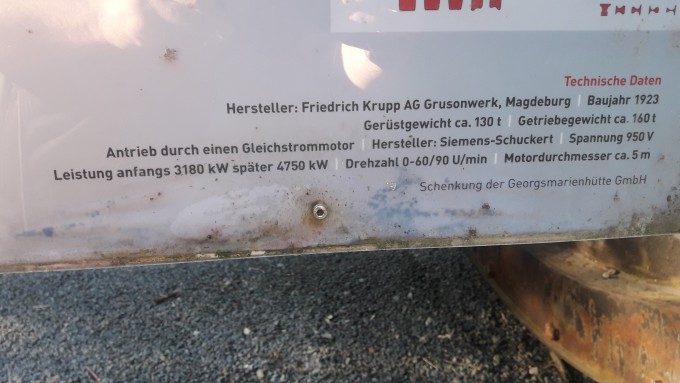 Technische Daten
Hersteller: Friedrich Krupp AG Grusonwerk, Magdeburg | Baujahr 1923
Gerüstgewicht ca. 130 t | Getriebegewicht ca. 160 t
Antrieb durch einen Gleichstrommotor | Hersteller: Siemens-Schuckert | Spannung 950 V
Leistung anfangs 3180 kW später 4750 kW | Drehzahl 0-60/90 U/min | Motordurchmesser ca. 5 m
Schenkung der Georgsmarienhütte GmbH